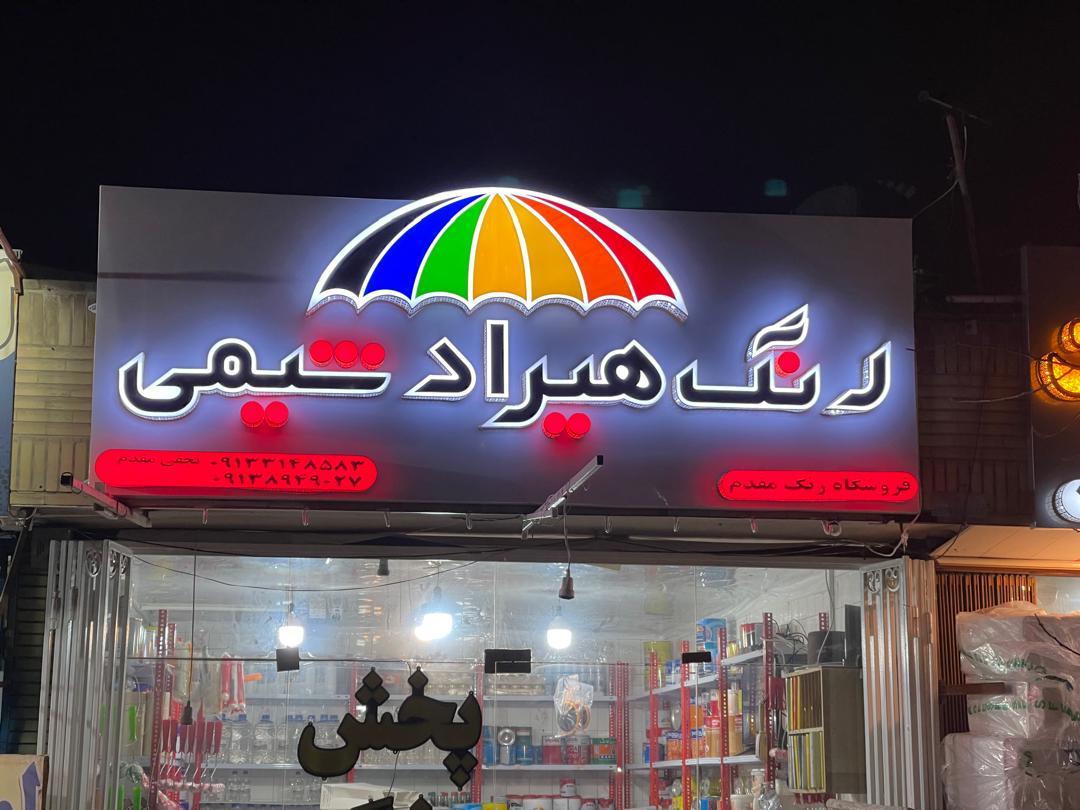 رنگ هیراد شیمی
فروشگاه رنگ مقدم
۰۹۱۳۳۱۴۸۵۸۳ نجفی مقدم
۰۹۱۳۸۹۴۹۰۲۷
پخش